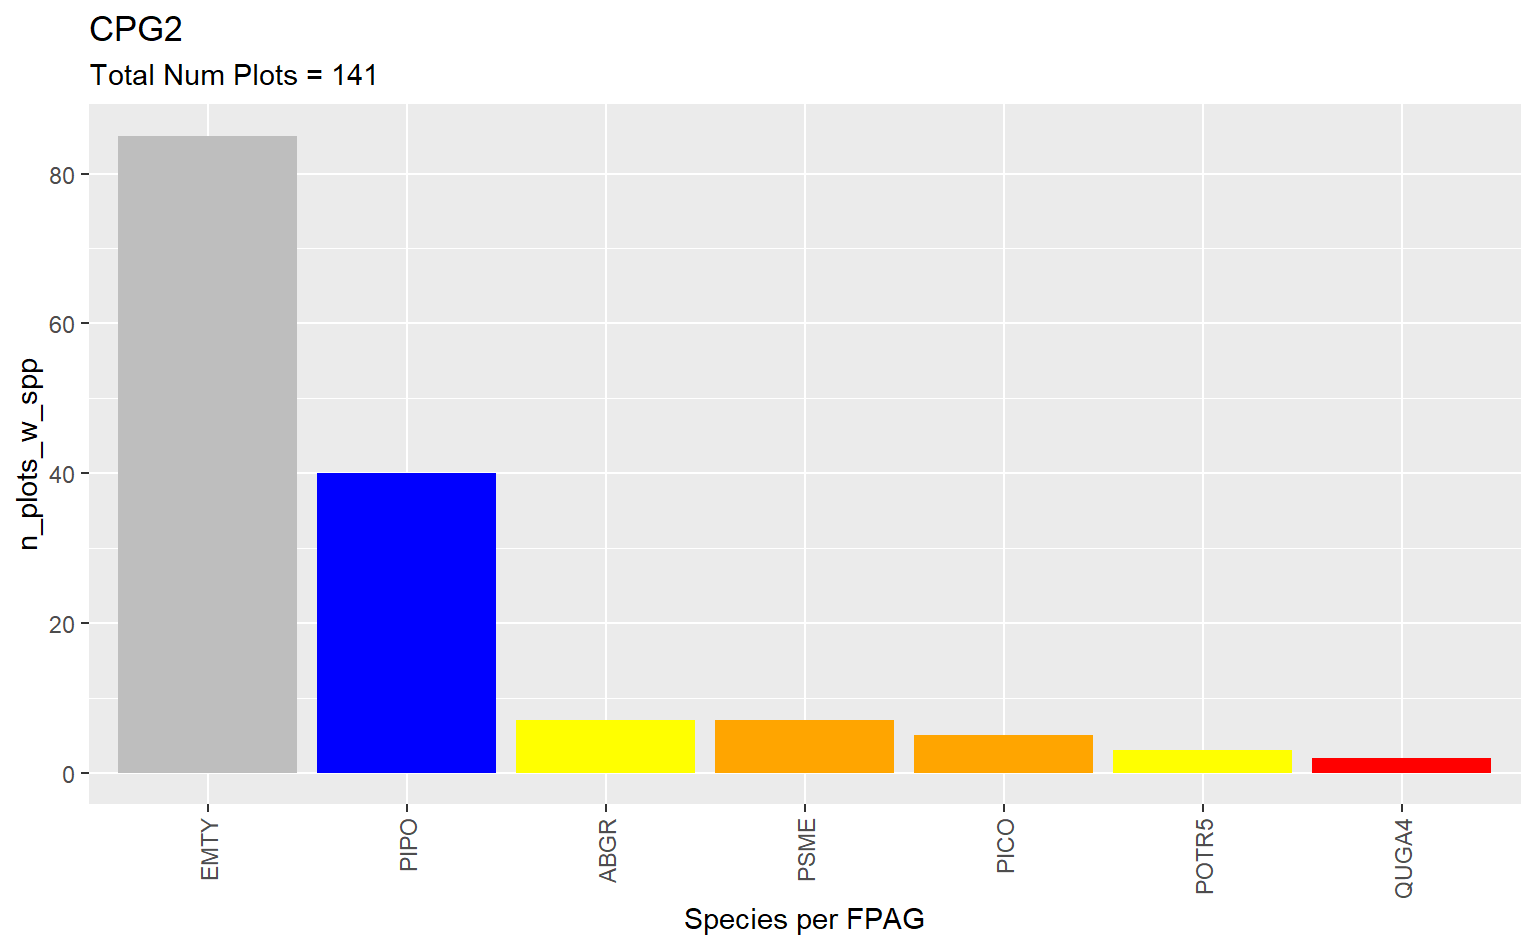 CPG2
Total Num Plots = 141
80
60
40
20
0
n_plots_w_spp
EMTY
PIPO
ABGR
PSME
PICO
POTR5
QUGA4
Species per FPAG